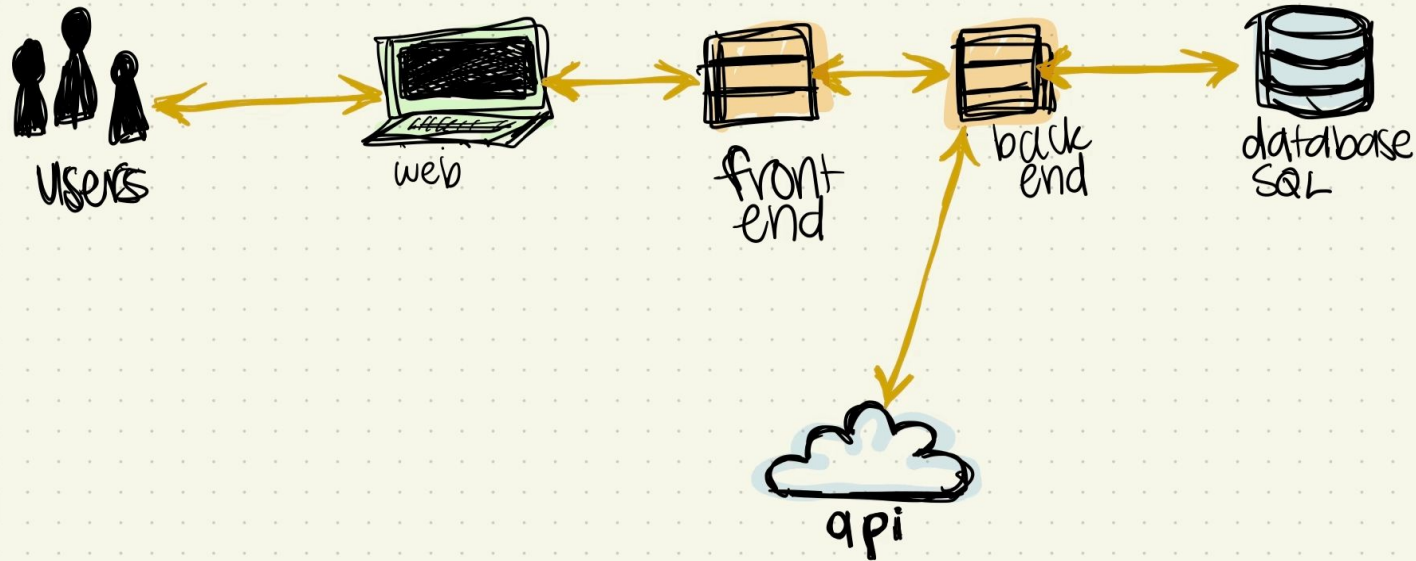 users
web
front
end
back
end
database
SQL
api